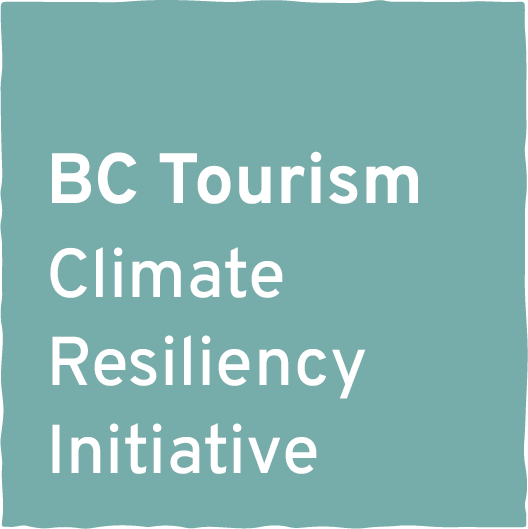 BC Tourism
Climate
Resiliency
Initiative